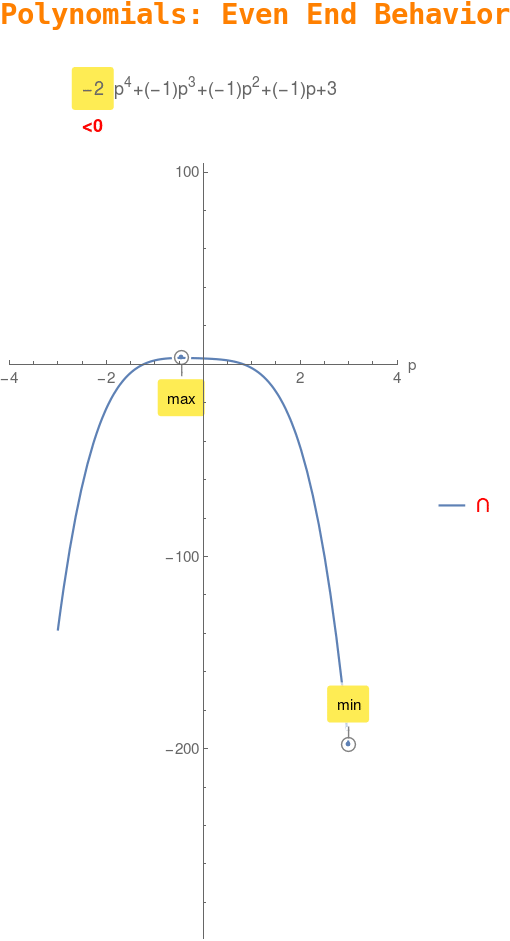 Polynomials: Even End Behavior
−2 p⁴+(−1)p³+(−1)p²+(−1)p+3
<0
100
−4 −2 2 4 p
max
∩
−100
min
−200